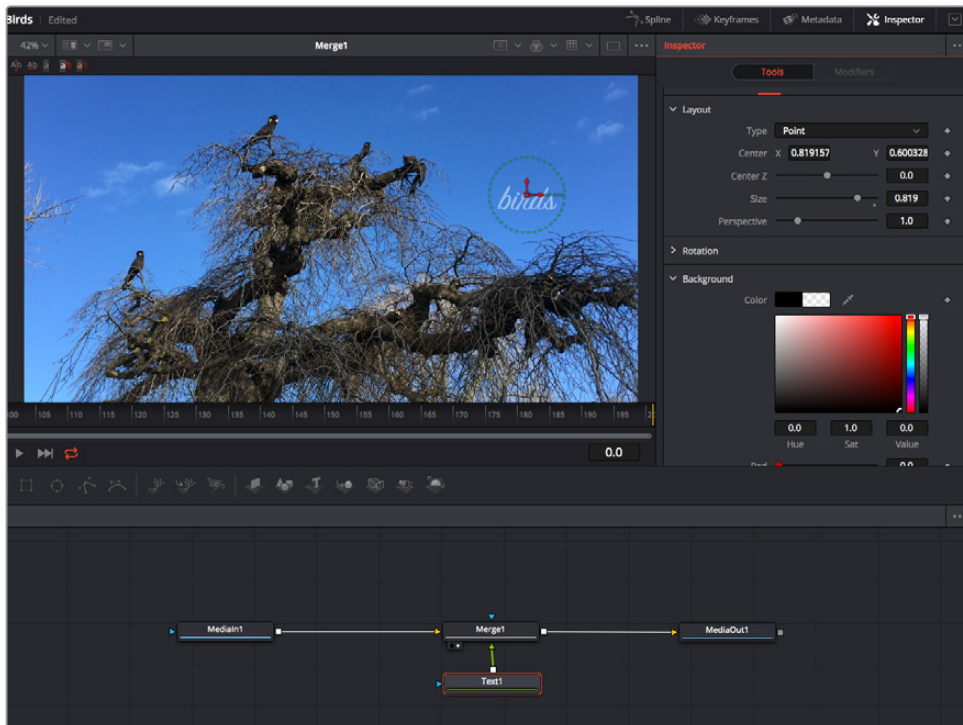 Birds Edited Spline Keyframes Metadata Inspector
42% Merge1 Inspector
Tools Modifiers
Layout
Type Point
Center X 0.819157 Y 0.600328
Center Z 0.0
Size 0.819
Perspective 1.0
birds
Rotation
Background
Color
100 105 110 115 120 125 130 135 140 145 150 155 160 165 170 175 180 185 190 195
0.0 1.0 0.0
Hue Sat Value
0.0
Red 0.0
MediaIn1 Merge1 MediaOut1
Text1